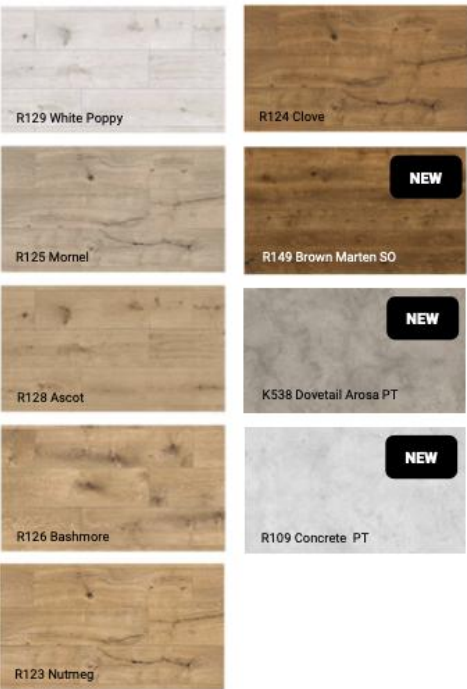 R129 White Poppy
R124 Clove
R125 Mornel
NEW
R149 Brown Marten SO
R128 Ascot
NEW
K538 Dovetail Arosa PT
R126 Bashmore
NEW
R109 Concrete PT
R123 Nutmeg